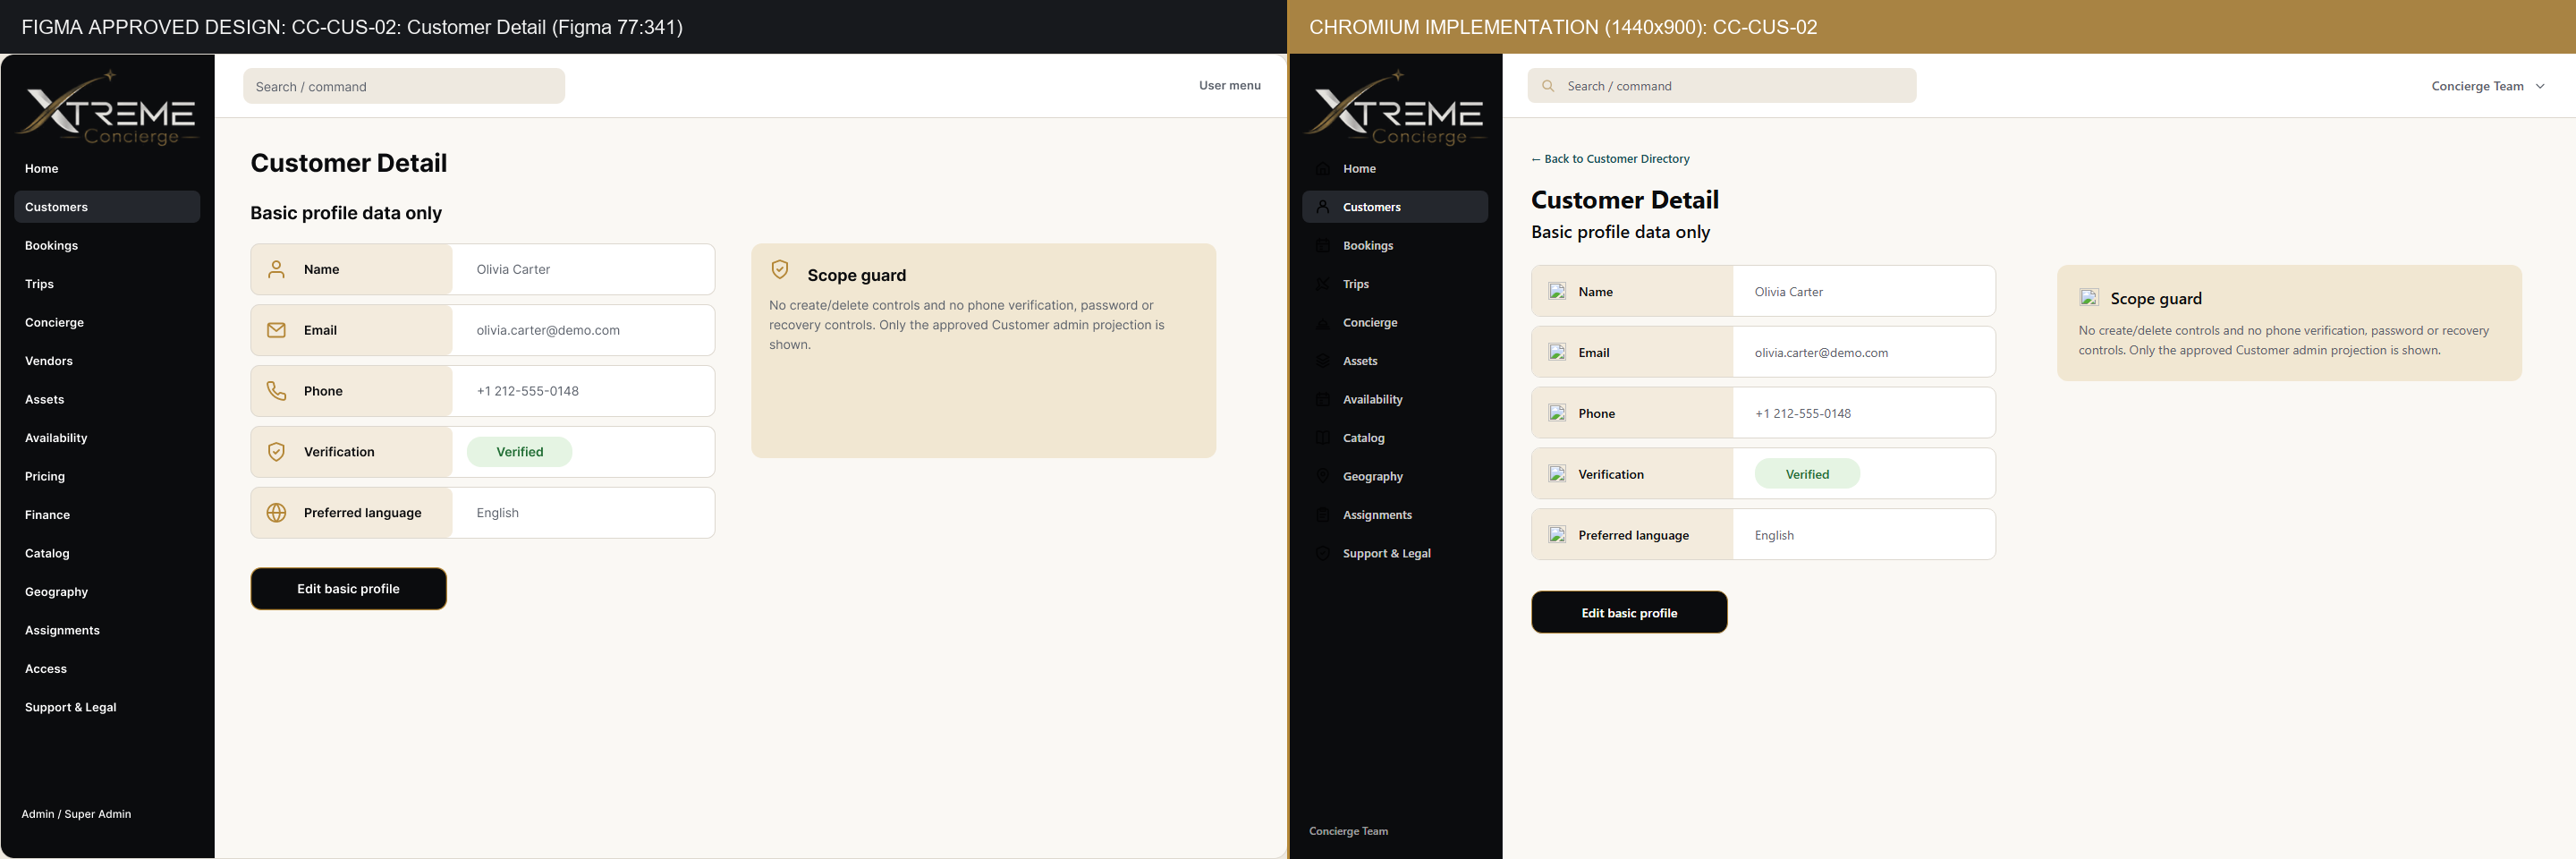 FIGMA APPROVED DESIGN: CC-CUS-02: Customer Detail (Figma 77:341)
XTREME
Concierge
Home
Customers
Bookings
Trips
Concierge
Vendors
Assets
Availability
Pricing
Finance
Catalog
Geography
Assignments
Access
Support & Legal
Admin / Super Admin
Search / command
User menu
Customer Detail
Basic profile data only
Name
Olivia Carter
Email
olivia.carter@demo.com
Phone
+1 212-555-0148
Verification
Verified
Preferred language
English
Edit basic profile
Scope guard
No create/delete controls and no phone verification, password or
recovery controls. Only the approved Customer admin projection is
shown.
CHROMIUM IMPLEMENTATION (1440x900): CC-CUS-02
XTREME
Concierge
Home
Customers
Bookings
Trips
Concierge
Assets
Availability
Catalog
Geography
Assignments
Support & Legal
Concierge Team
Search / command
Concierge Team
← Back to Customer Directory
Customer Detail
Basic profile data only
Name
Olivia Carter
Email
olivia.carter@demo.com
Phone
+1 212-555-0148
Verification
Verified
Preferred language
English
Edit basic profile
Scope guard
No create/delete controls and no phone verification, password or recovery
controls. Only the approved Customer admin projection is shown.